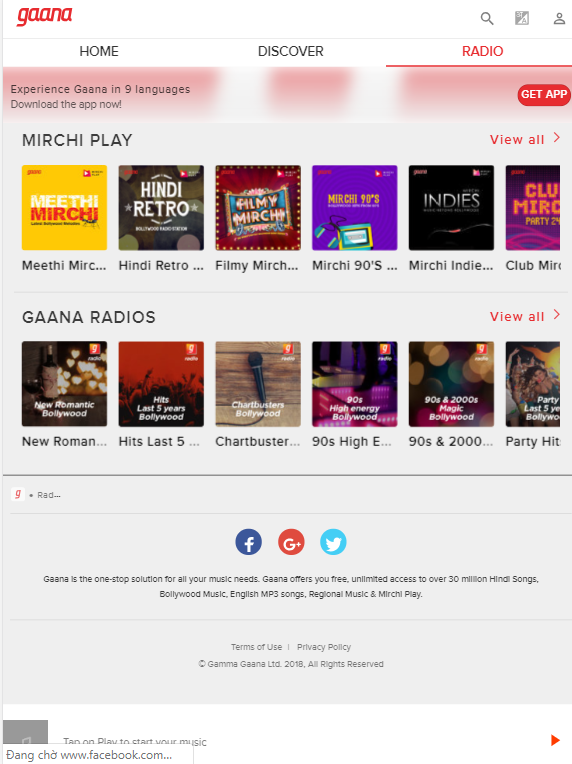 gaana
HOME DISCOVER RADIO
Experience Gaana in 9 languages
Download the app now!
GET APP
MIRCHI PLAY View all
MEETHI
MIRCHI
HINDI
RETRO
BOLLYWOOD RADIO STATION
FILMY
MIRCHI
MIRCHI 90'S
MIRCHI
INDIES
CLU
MIRC
PARTY 24
Meethi Mirc... Hindi Retro ... Filmy Mirch... Mirchi 90'S ... Mirchi Indie... Club Mirc
GAANA RADIOS View all
New Romantic
Bollywood
Hits
Last 5 years
Bollywood
Chartbusters
Bollywood
90s
High energy
Bollywood
90s & 2000s
Magic
Bollywood
Party
Last 5 ye
Bollywo
New Roman... Hits Last 5 ... Chartbuster... 90s High E... 90s & 2000... Party Hits
g • Rad...
Gaana is the one-stop solution for all your music needs. Gaana offers you free, unlimited access to over 30 million Hindi Songs,
Bollywood Music, English MP3 songs, Regional Music & Mirchi Play.
Terms of Use | Privacy Policy
© Gamma Gaana Ltd. 2018, All Rights Reserved
Tap on Play to start your music
Đang chờ www.facebook.com...